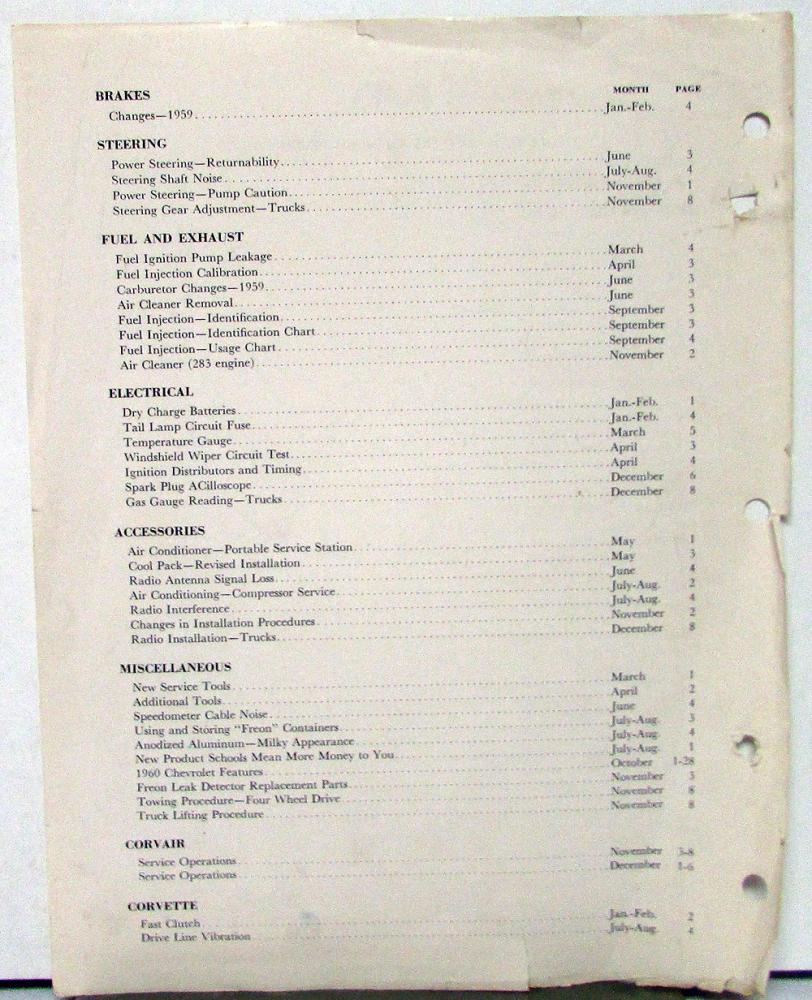 BRAKES MONTH PAGE
Changes—1959 Jan.-Feb. 4
STEERING
Power Steering—Returnability June 3
Steering Shaft Noise July-Aug. 4
Power Steering—Pump Caution November 1
Steering Gear Adjustment—Trucks November 8
FUEL AND EXHAUST
Fuel Ignition Pump Leakage March 4
Fuel Injection Calibration April 3
Carburetor Changes—1959 June 3
Air Cleaner Removal June 3
Fuel Injection—Identification September 3
Fuel Injection—Identification Chart September 3
Fuel Injection—Usage Chart September 4
Air Cleaner (283 engine) November 2
ELECTRICAL
Dry Charge Batteries Jan.-Feb. 1
Tail Lamp Circuit Fuse Jan.-Feb. 4
Temperature Gauge March 5
Windshield Wiper Circuit Test April 3
Ignition Distributors and Timing April 4
Spark Plug ACilloscope December 6
Gas Gauge Reading—Trucks December 8
ACCESSORIES
Air Conditioner—Portable Service Station May 1
Cool Pack—Revised Installation May 3
Radio Antenna Signal Loss June 4
Air Conditioning—Compressor Service July-Aug. 2
Radio Interference July-Aug. 4
Changes in Installation Procedures November 2
Radio Installation—Trucks December 8
MISCELLANEOUS
New Service Tools March 1
Additional Tools April 2
Speedometer Cable Noise June 4
Using and Storing “Freon” Containers July-Aug. 3
Anodized Aluminum—Milky Appearance July-Aug. 4
New Product Schools Mean More Money to You July-Aug. 1
1960 Chevrolet Features October 1-28
Freon Leak Detector Replacement Parts November 3
Towing Procedure—Four Wheel Drive November 8
Truck Lifting Procedure November 8
CORVAIR
Service Operations November 3-8
Service Operations December 1-6
CORVETTE
Fast Clutch Jan.-Feb. 2
Drive Line Vibration July-Aug. 4